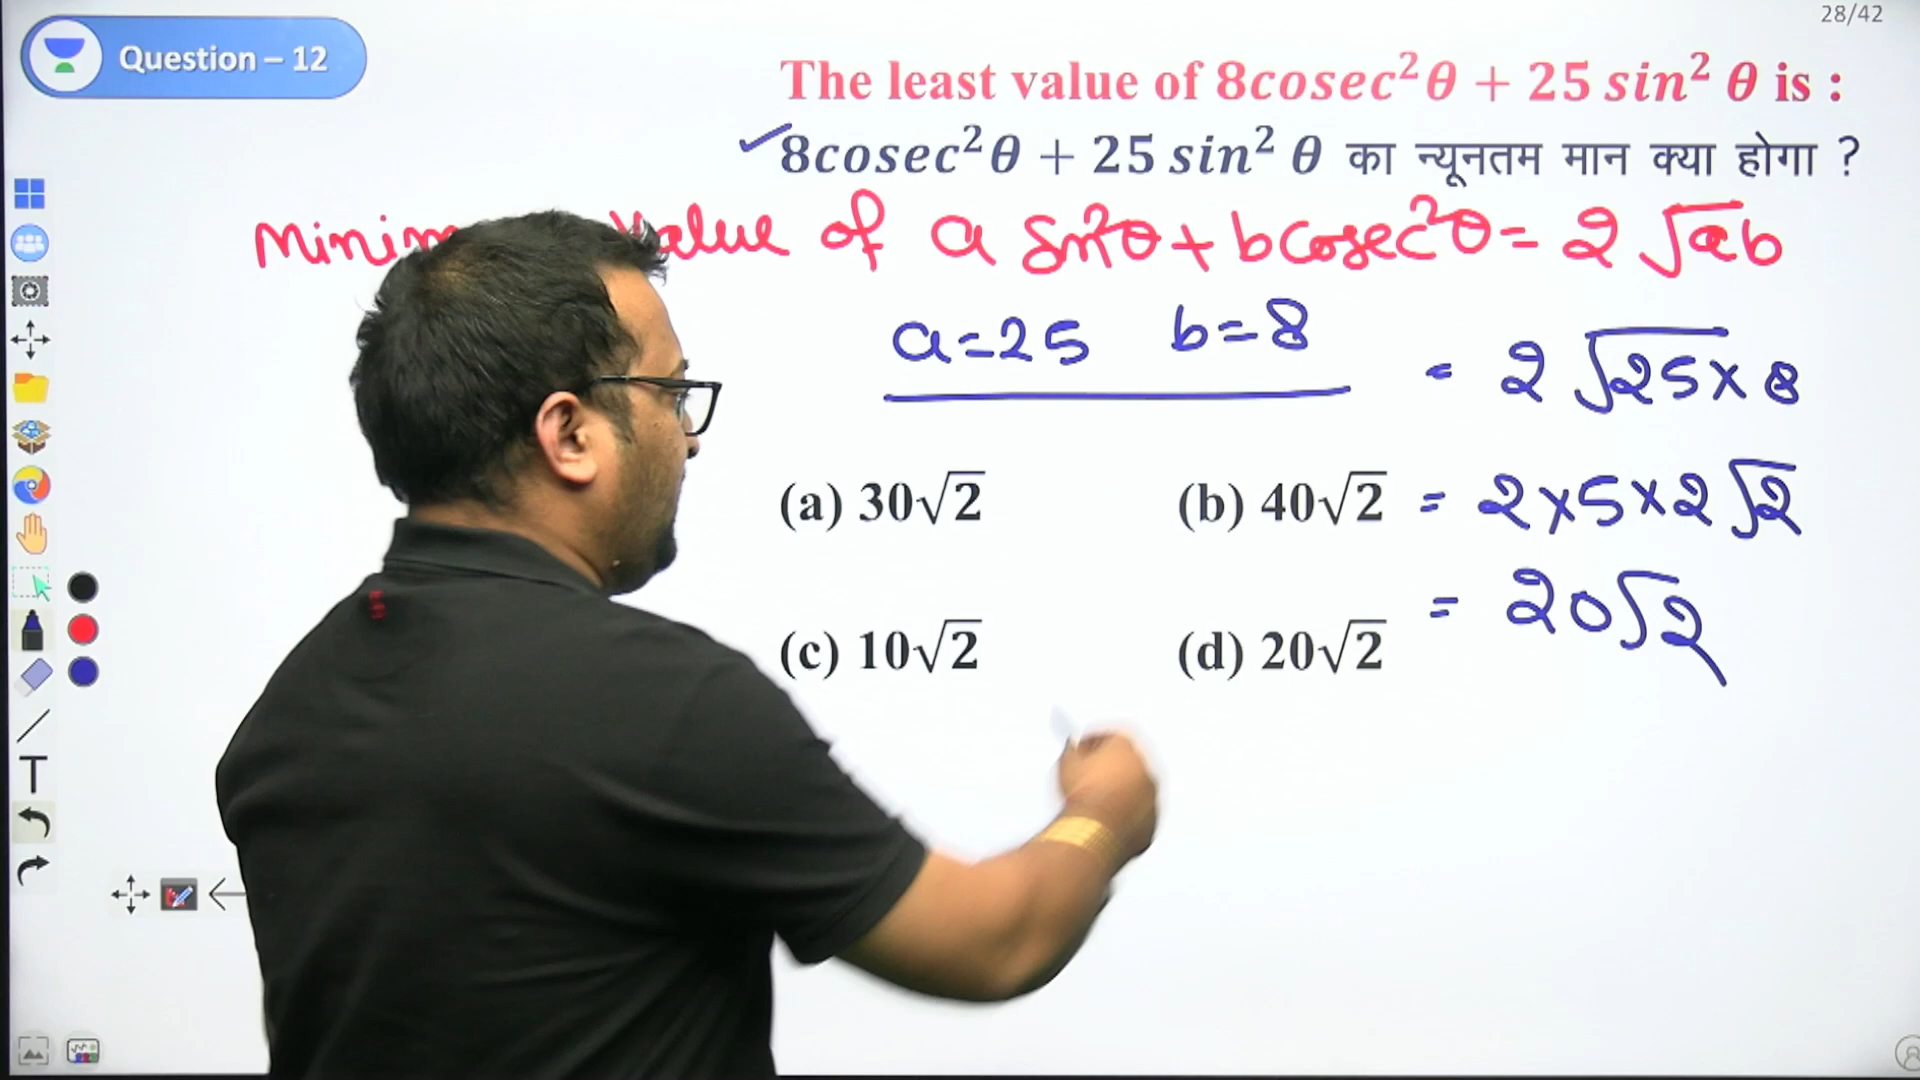 28/42
Question – 12
The least value of 8cosec²θ + 25 sin² θ is :
8cosec²θ + 25 sin² θ का न्यूनतम मान क्या होगा ?
value of a sin²θ + b cosec²θ = 2 √ab
a=25 b=8
= 2 √25×8
(a) 30√2 (b) 40√2
= 2×5×2√2
(c) 10√2 (d) 20√2
= 20√2
T